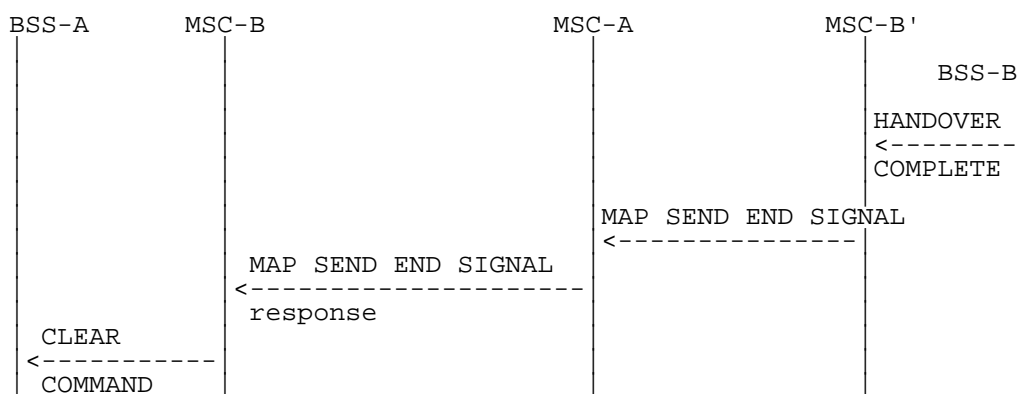 BSS-A MSC-B MSC-A MSC-B'
BSS-B
HANDOVER
COMPLETE
MAP SEND END SIGNAL
MAP SEND END SIGNAL
response
CLEAR
COMMAND